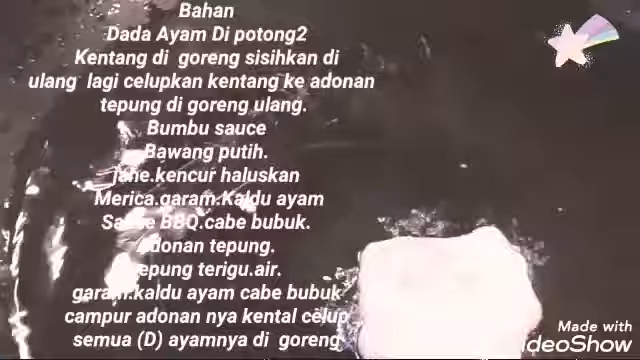 Bahan
Dada Ayam Di potong2
Kentang di goreng sisihkan di
ulang lagi celupkan kentang ke adonan
tepung di goreng ulang.
Bumbu sauce
Bawang putih.
jahe.kencur haluskan
Merica.garam.Kaldu ayam
Sauce BBQ.cabe bubuk.
Adonan tepung.
tepung terigu.air.
garam.kaldu ayam cabe bubuk
campur adonan nya kental celup
semua (D) ayamnya di goreng
Made with
VideoShow